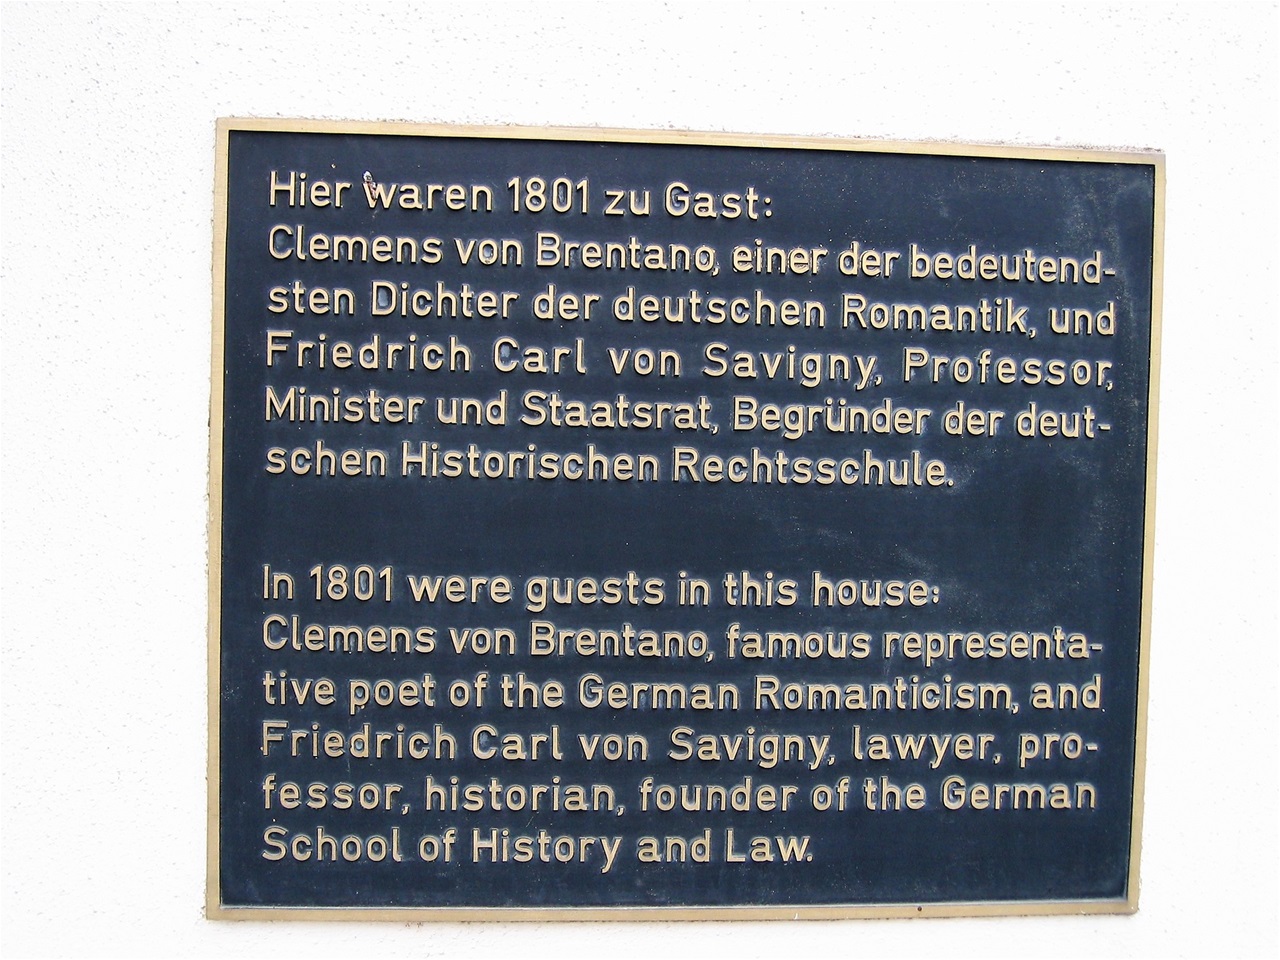 Hier waren 1801 zu Gast:
Clemens von Brentano, einer der bedeutend-
sten Dichter der deutschen Romantik, und
Friedrich Carl von Savigny, Professor,
Minister und Staatsrat, Begründer der deut-
schen Historischen Rechtsschule.
In 1801 were guests in this house:
Clemens von Brentano, famous representa-
tive poet of the German Romanticism, and
Friedrich Carl von Savigny, lawyer, pro-
fessor, historian, founder of the German
School of History and Law.